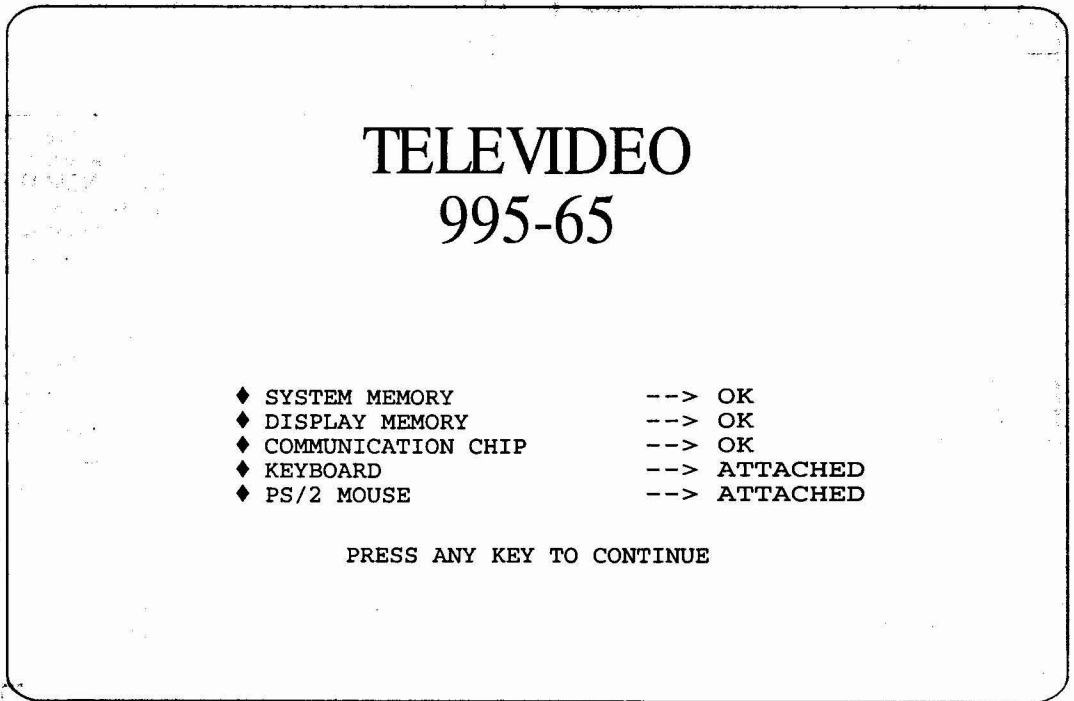 TELEVIDEO
995-65
♦ SYSTEM MEMORY --> OK
♦ DISPLAY MEMORY --> OK
♦ COMMUNICATION CHIP --> OK
♦ KEYBOARD --> ATTACHED
♦ PS/2 MOUSE --> ATTACHED
PRESS ANY KEY TO CONTINUE